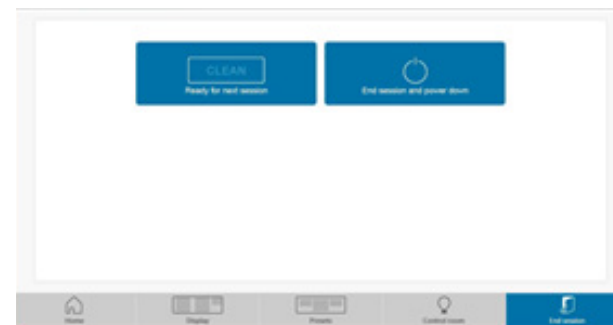 CLEAN
Ready for next session
End session and power down
Home
Display
Presets
Control room
End session